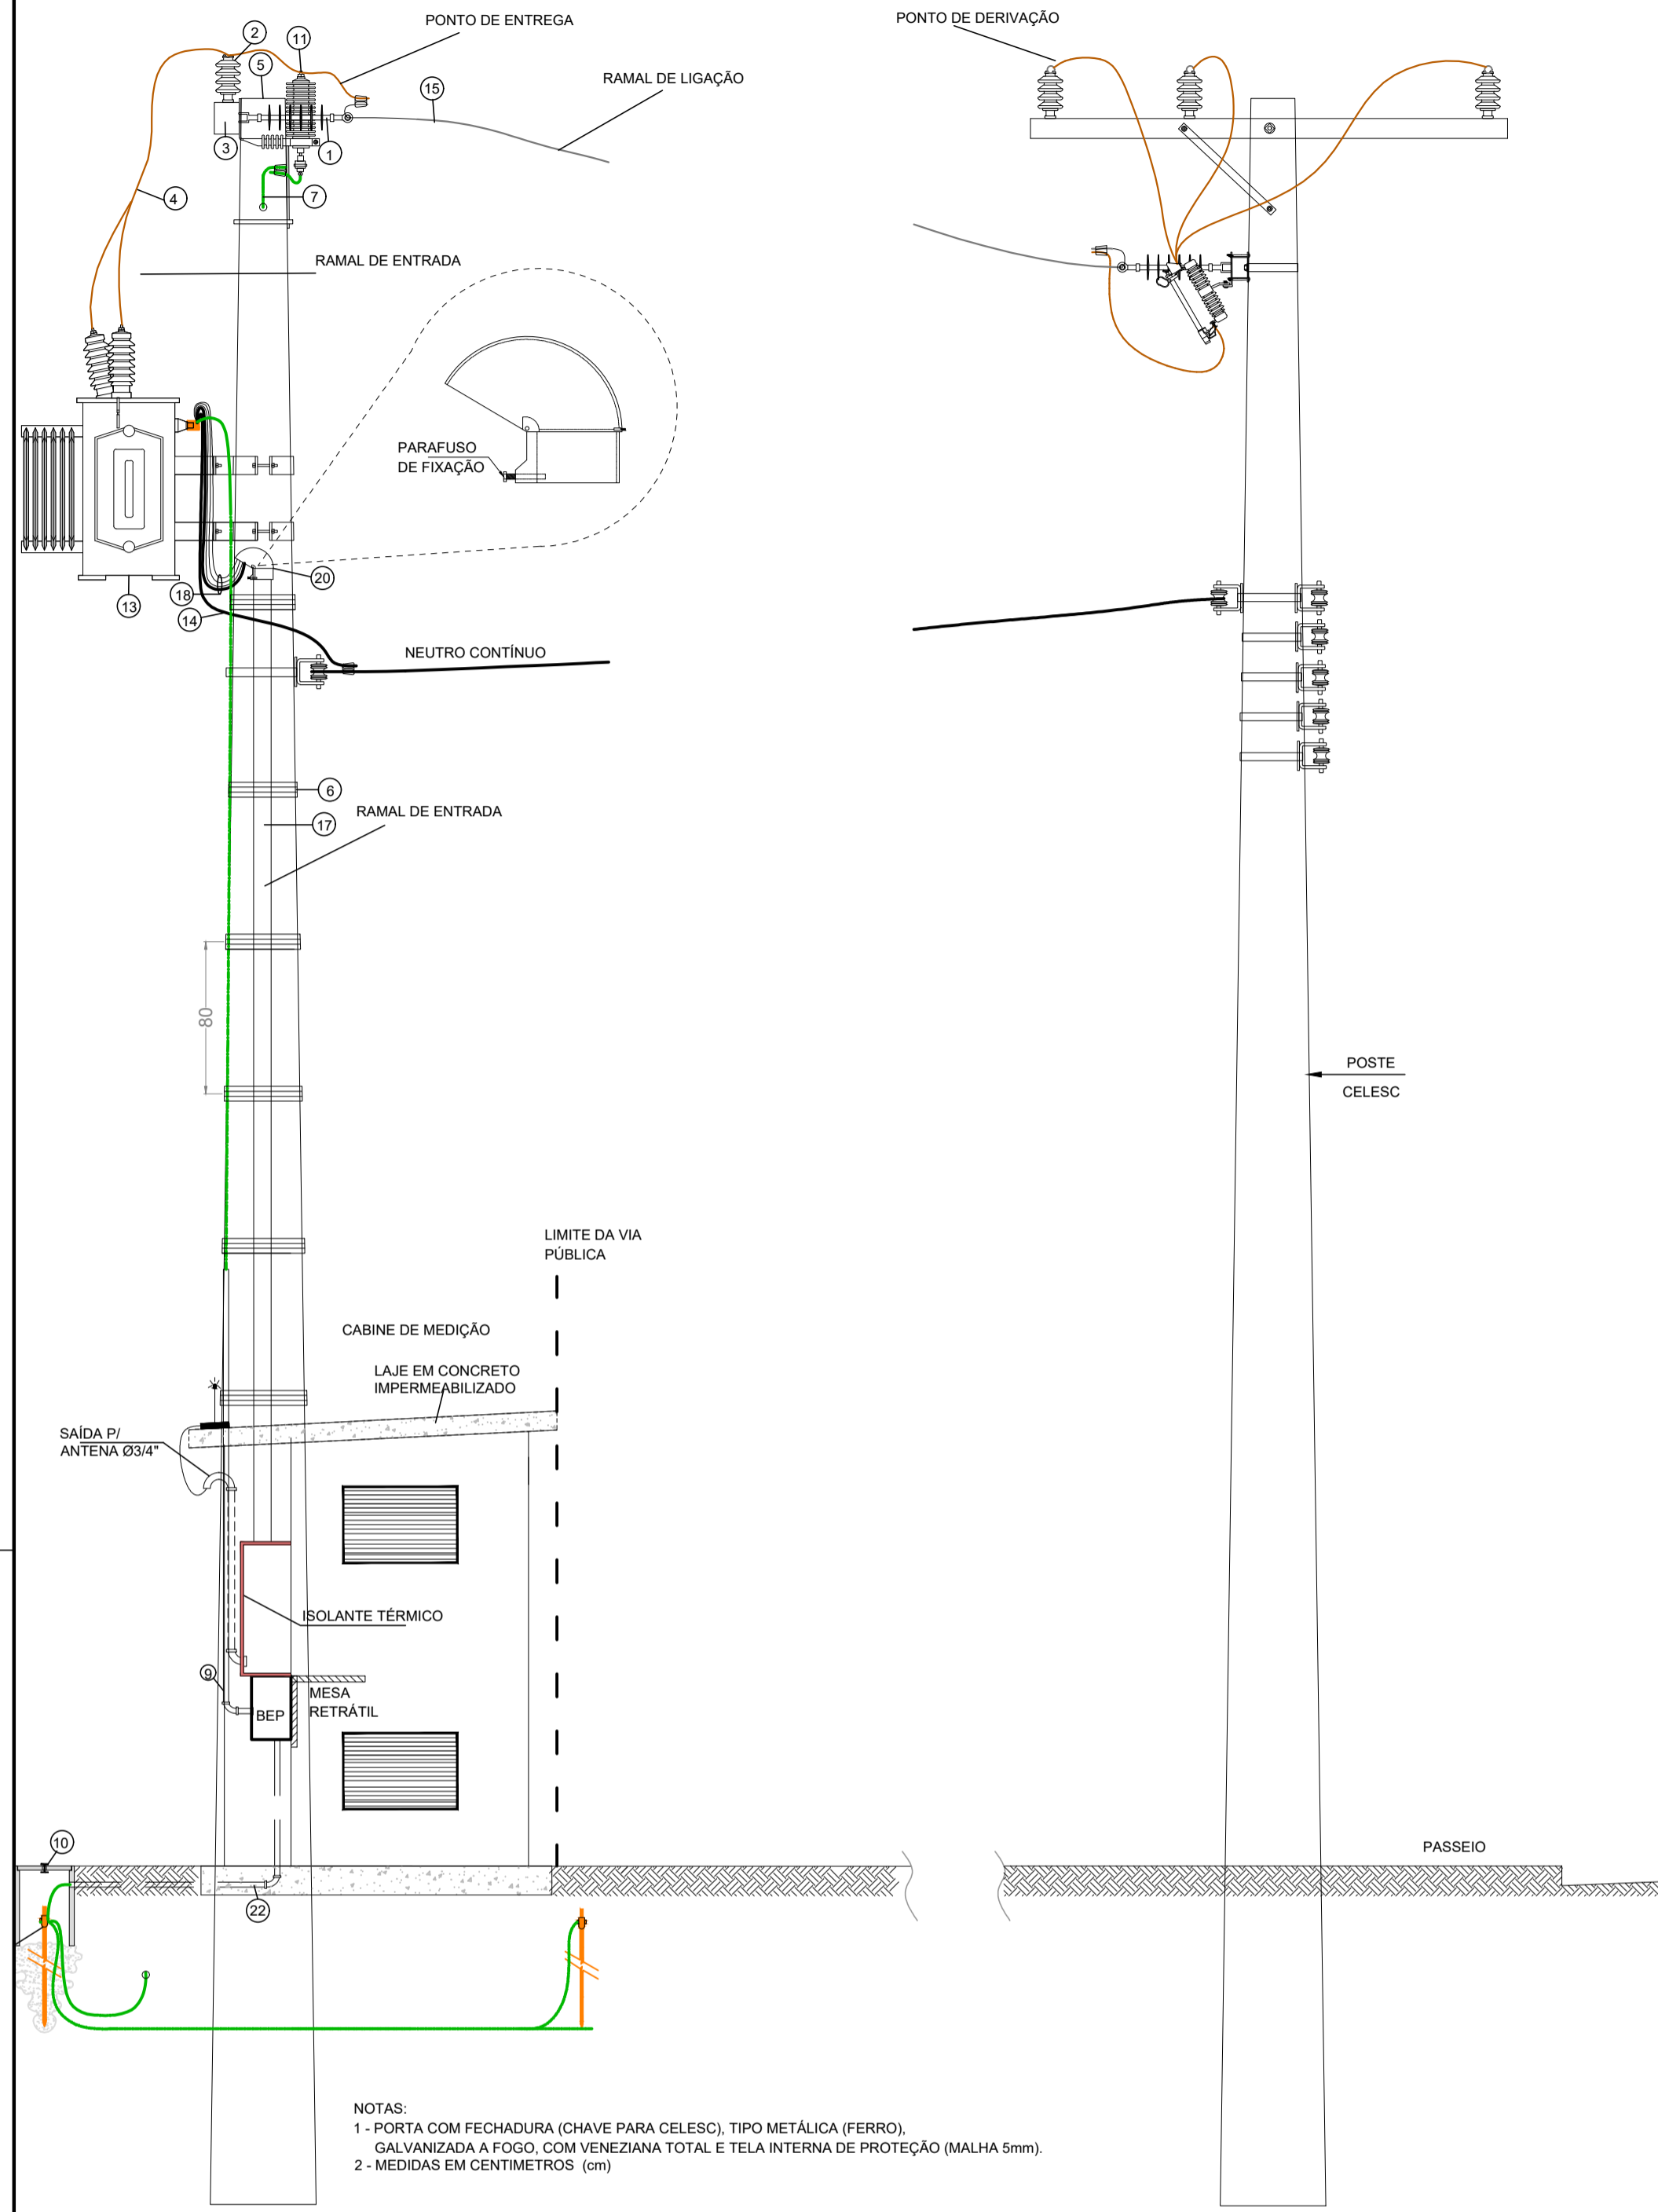 PONTO DE ENTREGA
PONTO DE DERIVAÇÃO
2
11
5
RAMAL DE LIGAÇÃO
15
3
1
4
7
RAMAL DE ENTRADA
PARAFUSO
DE FIXAÇÃO
20
18
13
14
NEUTRO CONTÍNUO
6
RAMAL DE ENTRADA
17
80
POSTE
CELESC
LIMITE DA VIA
PÚBLICA
CABINE DE MEDIÇÃO
LAJE EM CONCRETO
IMPERMEABILIZADO
SAÍDA P/
ANTENA Ø3/4"
ISOLANTE TÉRMICO
9
MESA
RETRÁTIL
BEP
10
PASSEIO
22
NOTAS:
1 - PORTA COM FECHADURA (CHAVE PARA CELESC), TIPO METÁLICA (FERRO),
GALVANIZADA A FOGO, COM VENEZIANA TOTAL E TELA INTERNA DE PROTEÇÃO (MALHA 5mm).
2 - MEDIDAS EM CENTIMETROS (cm)